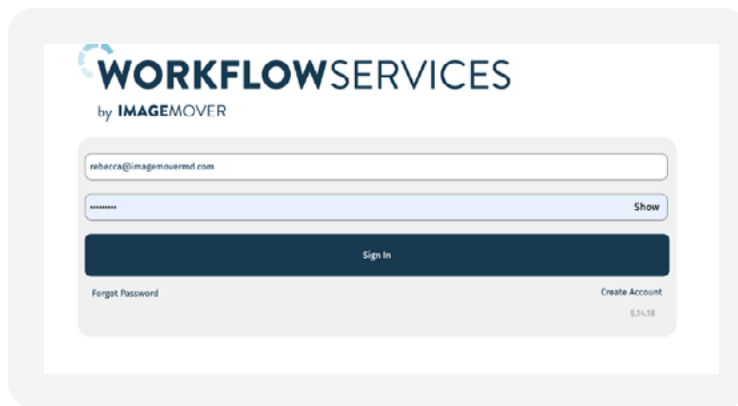 WORKFLOWSERVICES
by IMAGEMOVER
rebecca@imagemovermd.com
Show
Sign In
Forgot Password
Create Account
5.14.18